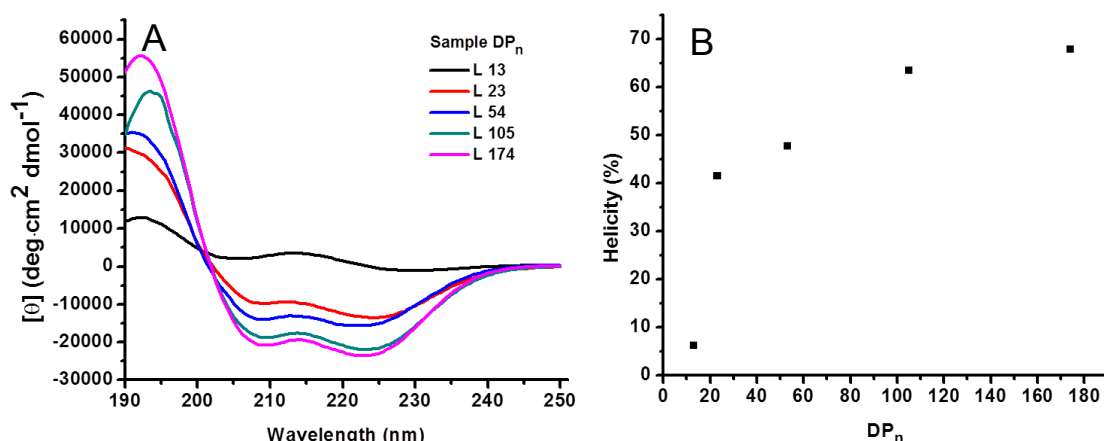 A
60000
50000
40000
30000
20000
10000
0
-10000
-20000
-30000
[θ] (deg·cm² dmol⁻¹)
190 200 210 220 230 240 250
Wavelength (nm)
Sample DPₙ
L 13
L 23
L 54
L 105
L 174
B
70
60
50
40
30
20
10
0
Helicity (%)
0 20 40 60 80 100 120 140 160 180
DPₙ